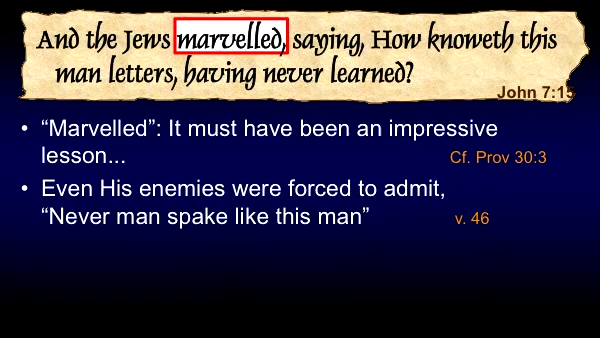 And the Jews marvelled, saying, How knoweth this
man letters, having never learned?
John 7:15
• “Marvelled”: It must have been an impressive
lesson... Cf. Prov 30:3
• Even His enemies were forced to admit,
“Never man spake like this man” v. 46